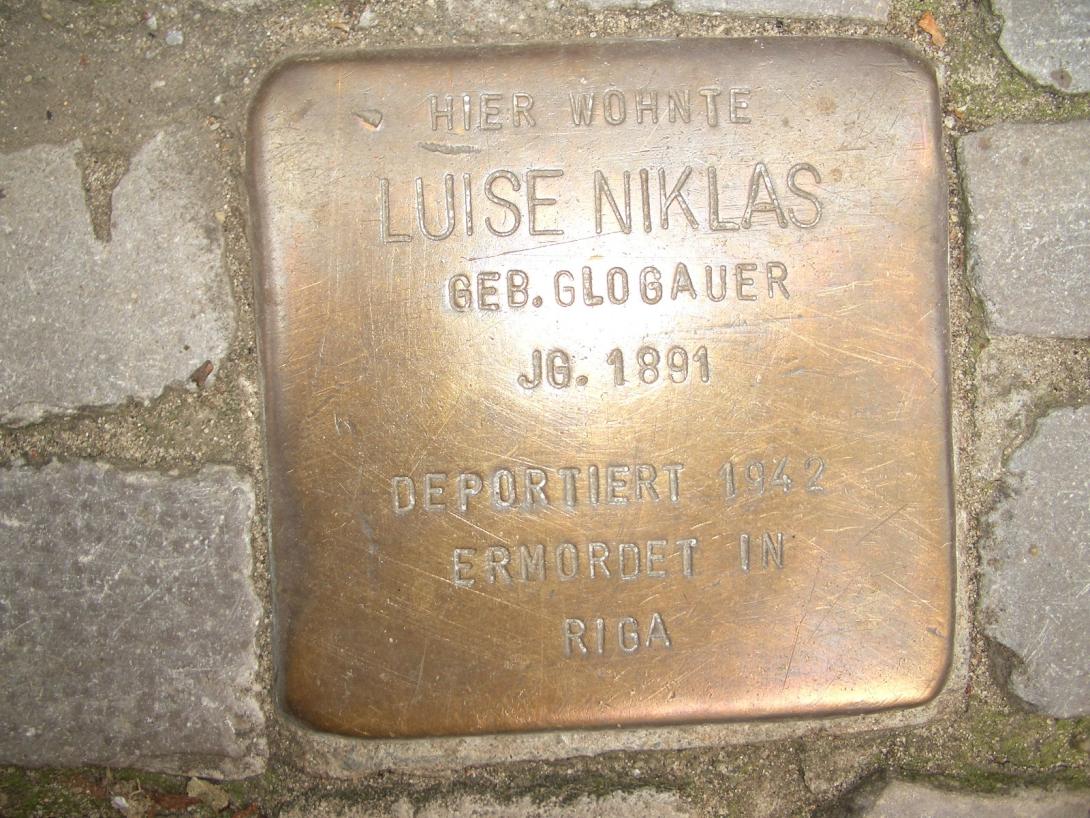 HIER WOHNTE
LUISE NIKLAS
GEB. GLOGAUER
JG. 1891
DEPORTIERT 1942
ERMORDET IN
RIGA